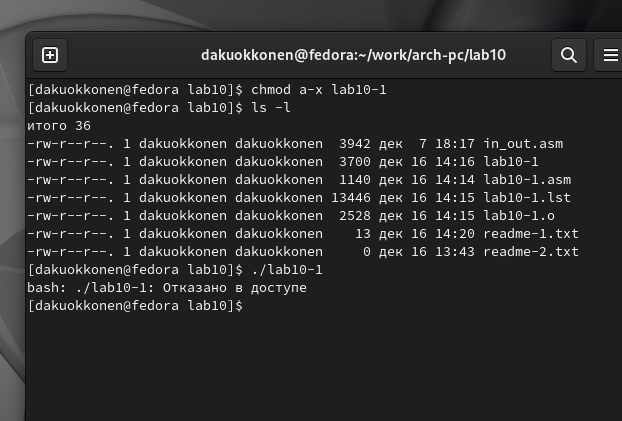 dakuokkonen@fedora:~/work/arch-pc/lab10
[dakuokkonen@fedora lab10]$ chmod a-x lab10-1
[dakuokkonen@fedora lab10]$ ls -l
итого 36
-rw-r--r--. 1 dakuokkonen dakuokkonen  3942 дек  7 18:17 in_out.asm
-rw-r--r--. 1 dakuokkonen dakuokkonen  3700 дек 16 14:16 lab10-1
-rw-r--r--. 1 dakuokkonen dakuokkonen  1140 дек 16 14:14 lab10-1.asm
-rw-r--r--. 1 dakuokkonen dakuokkonen 13446 дек 16 14:15 lab10-1.lst
-rw-r--r--. 1 dakuokkonen dakuokkonen  2528 дек 16 14:15 lab10-1.o
-rw-r--r--. 1 dakuokkonen dakuokkonen    13 дек 16 14:20 readme-1.txt
-rw-r--r--. 1 dakuokkonen dakuokkonen     0 дек 16 13:43 readme-2.txt
[dakuokkonen@fedora lab10]$ ./lab10-1
bash: ./lab10-1: Отказано в доступе
[dakuokkonen@fedora lab10]$